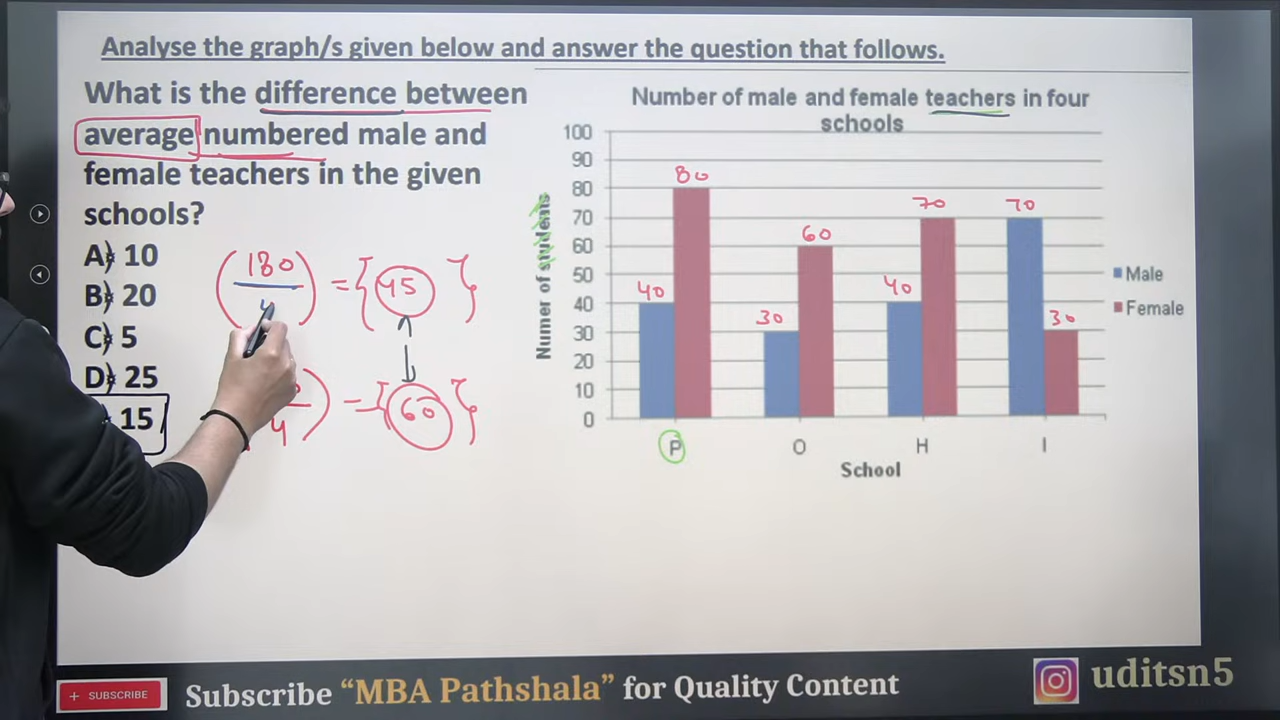 Analyse the graph/s given below and answer the question that follows.
What is the difference between
average numbered male and
female teachers in the given
schools?
A) 10
B) 20
C) 5
D) 25
15
(180/4) = {45}
4) = {60}
Number of male and female teachers in four
schools
Numer of students
100
90
80
70
60
50
40
30
20
10
0
40
80
30
60
40
70
70
30
P
O
H
I
School
Male
Female
+ SUBSCRIBE
Subscribe “MBA Pathshala” for Quality Content
uditsn5